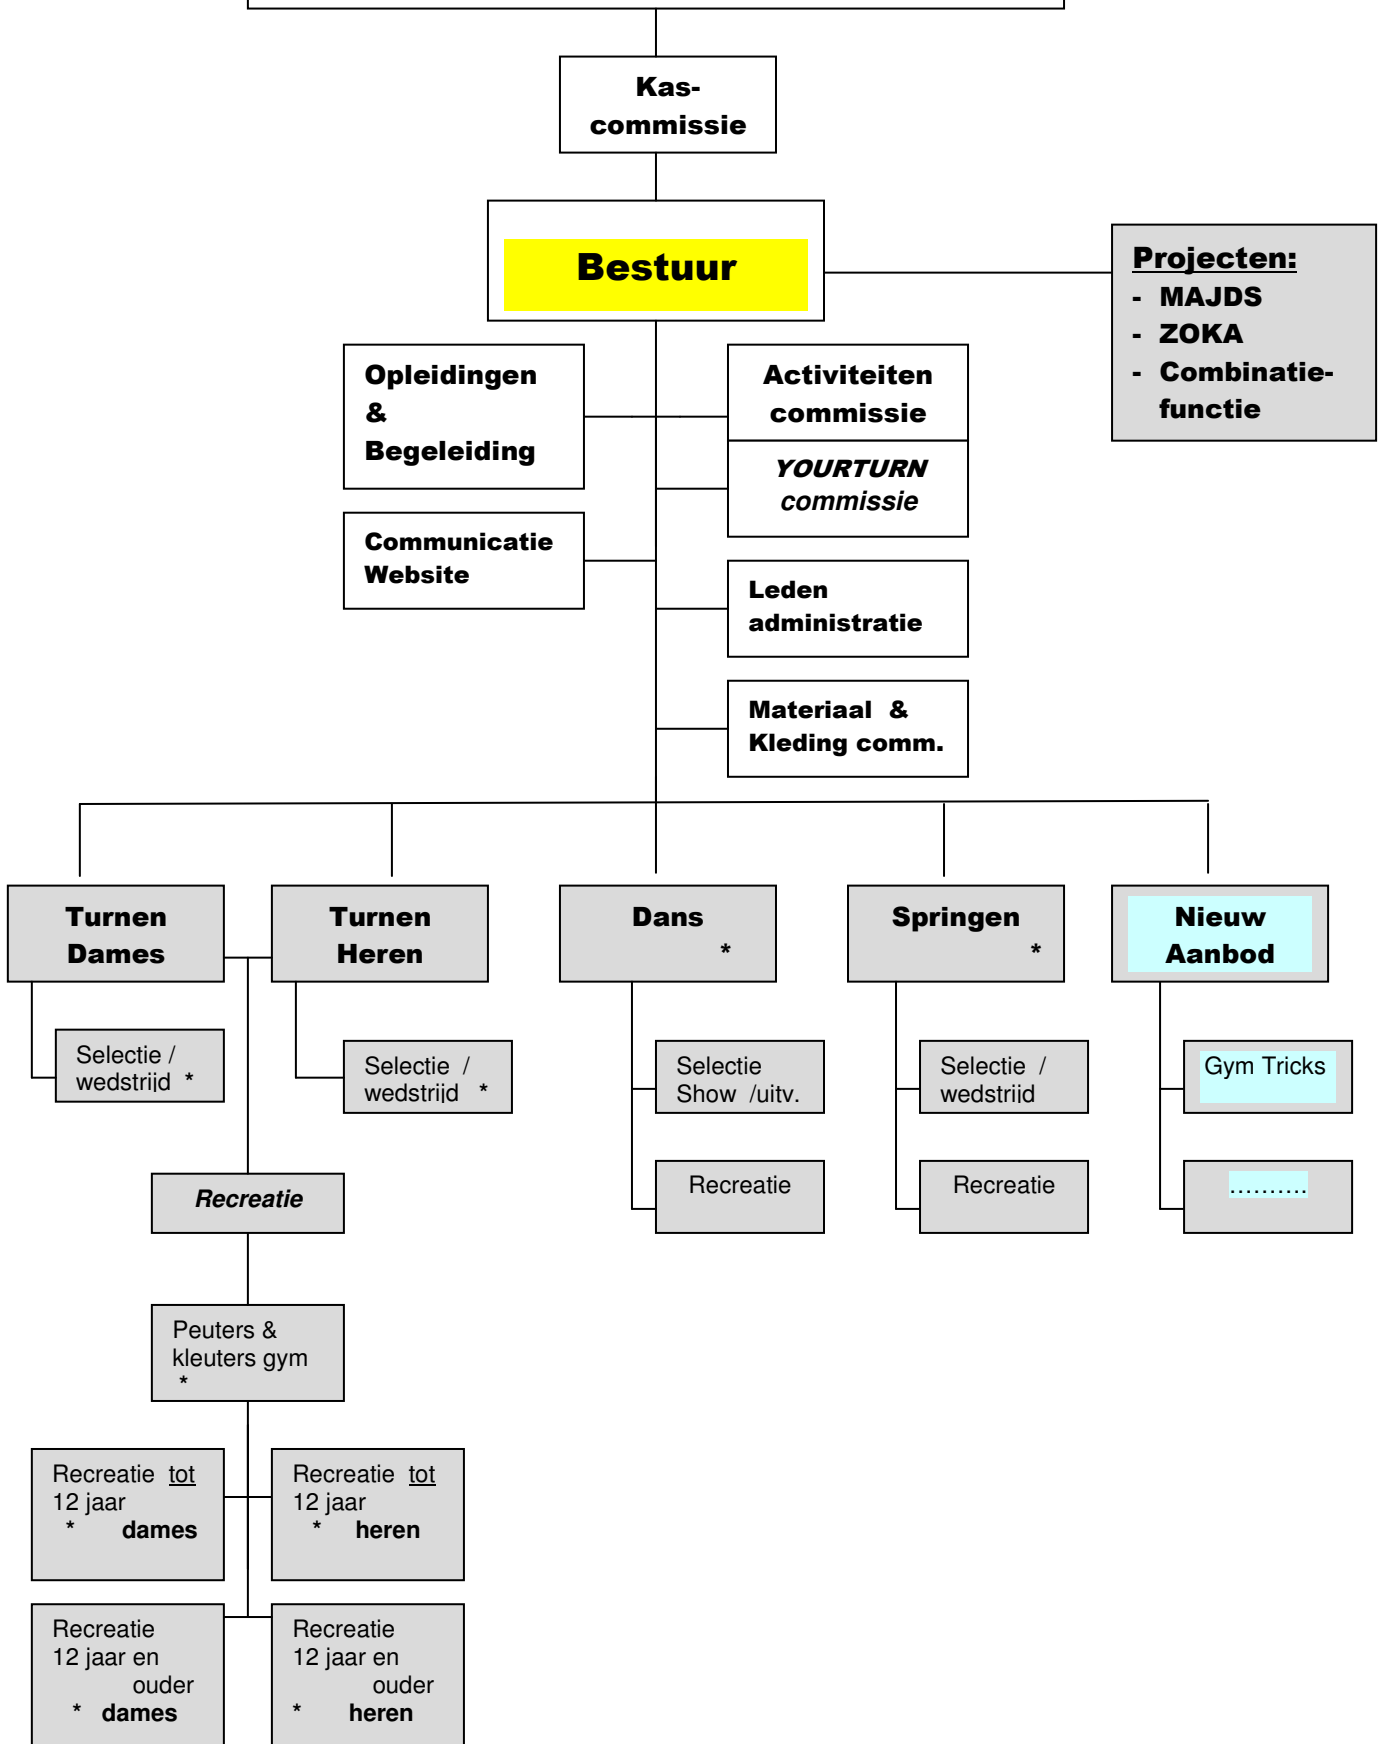 Kas-
commissie
Bestuur
Projecten:
- MAJDS
- ZOKA
- Combinatie-
functie
Opleidingen
&
Begeleiding
Activiteiten
commissie
YOURTURN
commissie
Communicatie
Website
Leden
administratie
Materiaal &
Kleding comm.
Turnen
Dames
Turnen
Heren
Dans
*
Springen
*
Nieuw
Aanbod
Selectie /
wedstrijd *
Selectie /
wedstrijd *
Selectie
Show /uitv.
Selectie /
wedstrijd
Gym Tricks
Recreatie
Recreatie
Recreatie
……….
Peuters &
kleuters gym
*
Recreatie tot
12 jaar
* dames
Recreatie tot
12 jaar
* heren
Recreatie
12 jaar en
ouder
* dames
Recreatie
12 jaar en
ouder
* heren